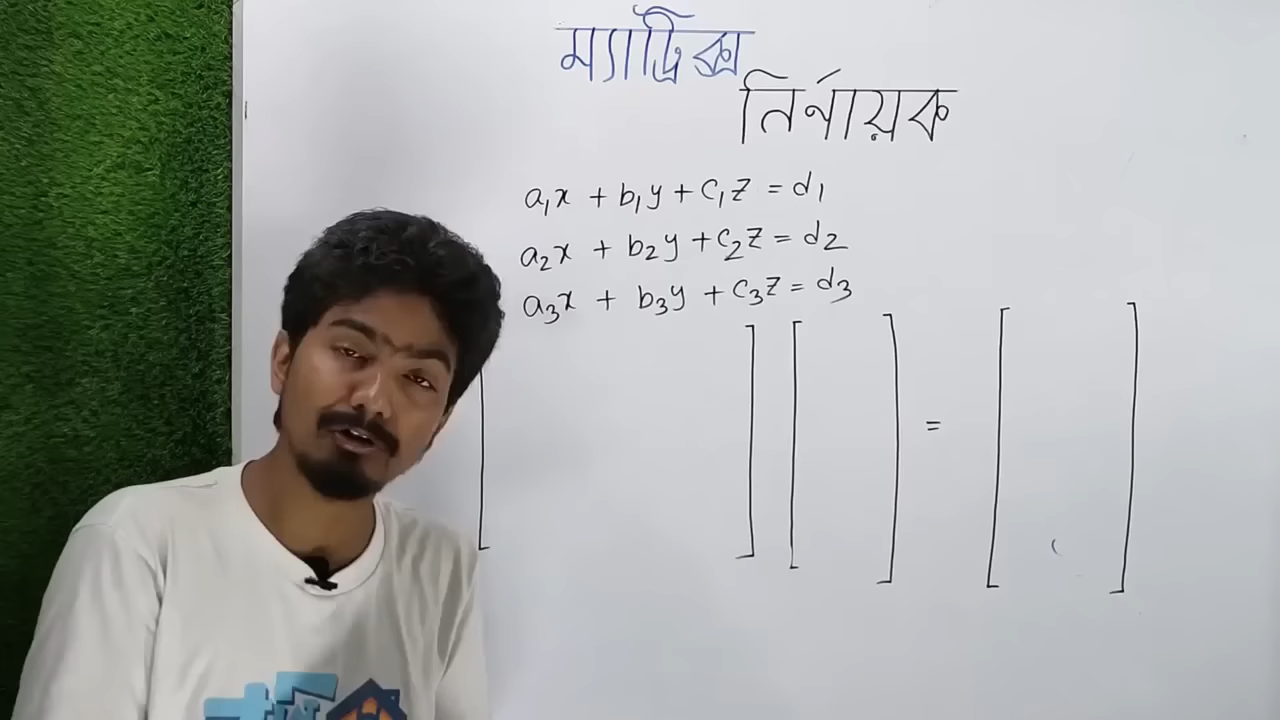 ম্যাট্রিক্স
নির্নায়ক
a₁x + b₁y + c₁z = d₁
a₂x + b₂y + c₂z = d₂
a₃x + b₃y + c₃z = d₃
[ ] [ ] = [ ]